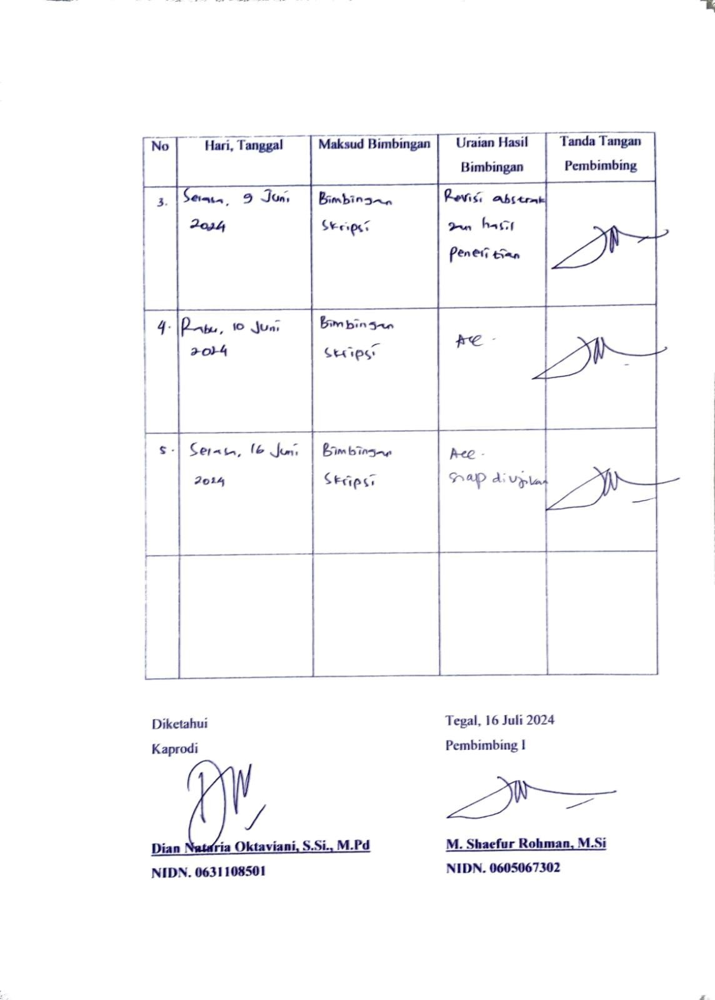 No
Hari, Tanggal
Maksud Bimbingan
Uraian Hasil
Bimbingan
Tanda Tangan
Pembimbing
3.
Selasa, 9 Juni
2024
Bimbingan
Skripsi
Revisi abstrak
dan hasil
Penelitian
4.
Rabu, 10 Juni
2024
Bimbingan
Skripsi
Acc.
5.
Selasa, 16 Juni
2024
Bimbingan
Skripsi
Acc.
siap diujikan
Diketahui
Kaprodi
Dian Nataria Oktaviani, S.Si., M.Pd
NIDN. 0631108501
Tegal, 16 Juli 2024
Pembimbing I
M. Shaefur Rohman, M.Si
NIDN. 0605067302